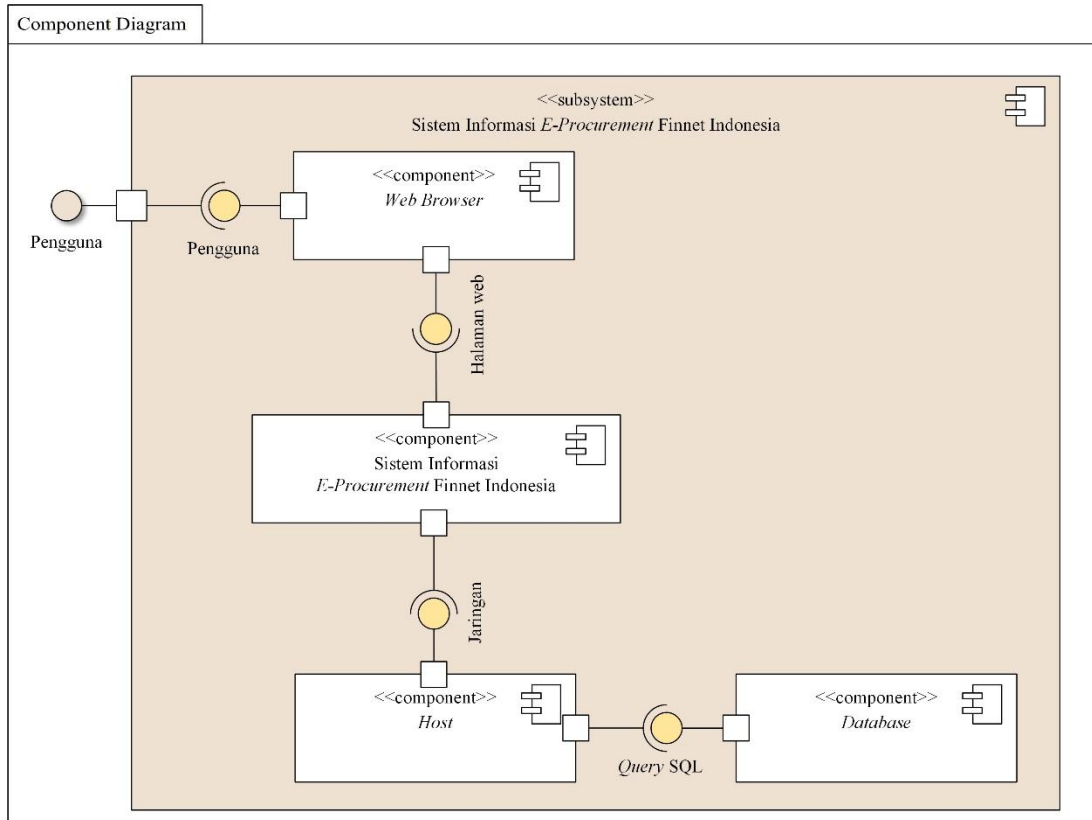 Component Diagram
<<subsystem>>
Sistem Informasi E-Procurement Finnet Indonesia
<<component>>
Web Browser
Pengguna
Pengguna
Halaman web
<<component>>
Sistem Informasi
E-Procurement Finnet Indonesia
Jaringan
<<component>>
Host
<<component>>
Database
Query SQL